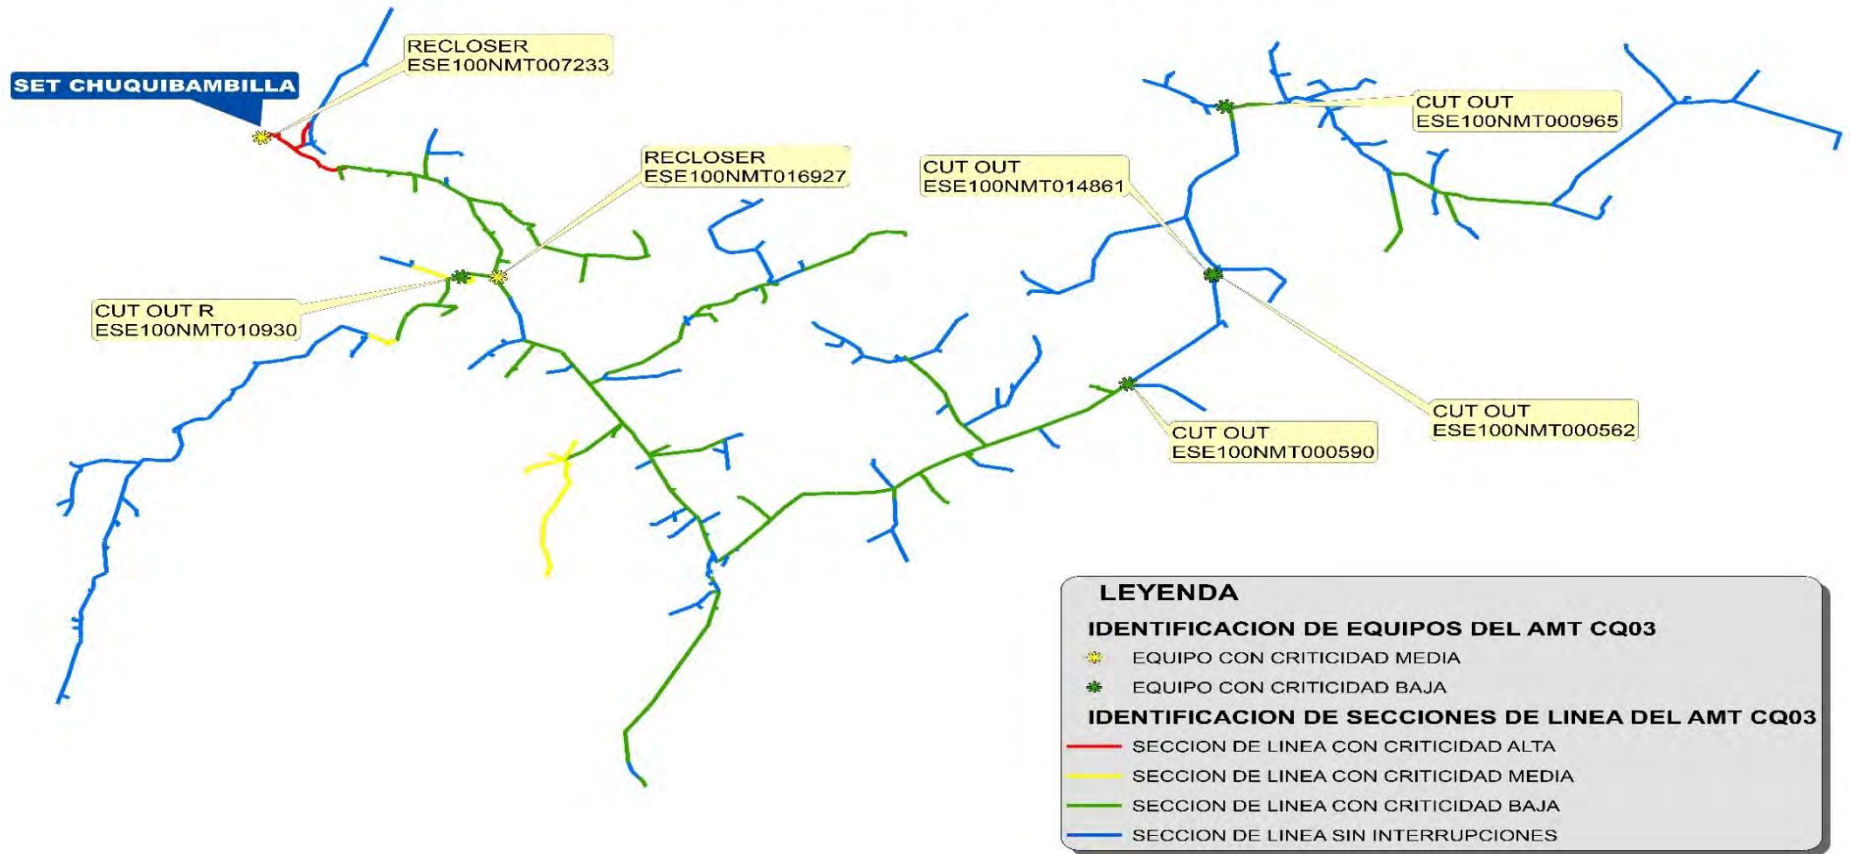 RECLOSER
ESE100NMT007233
SET CHUQUIBAMBILLA
RECLOSER
ESE100NMT016927
CUT OUT
ESE100NMT000965
CUT OUT
ESE100NMT014861
CUT OUT R
ESE100NMT010930
CUT OUT
ESE100NMT000562
CUT OUT
ESE100NMT000590
LEYENDA
IDENTIFICACION DE EQUIPOS DEL AMT CQ03
EQUIPO CON CRITICIDAD MEDIA
EQUIPO CON CRITICIDAD BAJA
IDENTIFICACION DE SECCIONES DE LINEA DEL AMT CQ03
SECCION DE LINEA CON CRITICIDAD ALTA
SECCION DE LINEA CON CRITICIDAD MEDIA
SECCION DE LINEA CON CRITICIDAD BAJA
SECCION DE LINEA SIN INTERRUPCIONES